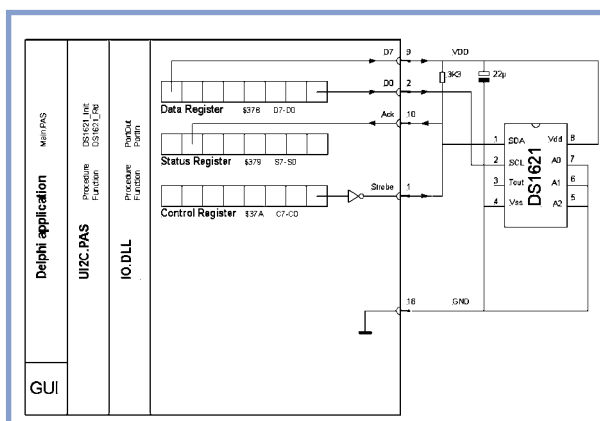 Delphi application
Main.PAS
UI2C.PAS
Procedure DS1621_Init
Function DS1621_Rd
IO.DLL
Procedure PortOut
Function PortIn
GUI
D7 9 VDD
3K3
22µ
D0 2
Data Register $378 D7-D0
Ack 10
Status Register $379 S7-S0
Strobe 1
Control Register $37A C7-C0
DS1621
1 SDA Vdd 8
2 SCL A0 7
3 Tout A1 6
4 Vss A2 5
18 GND